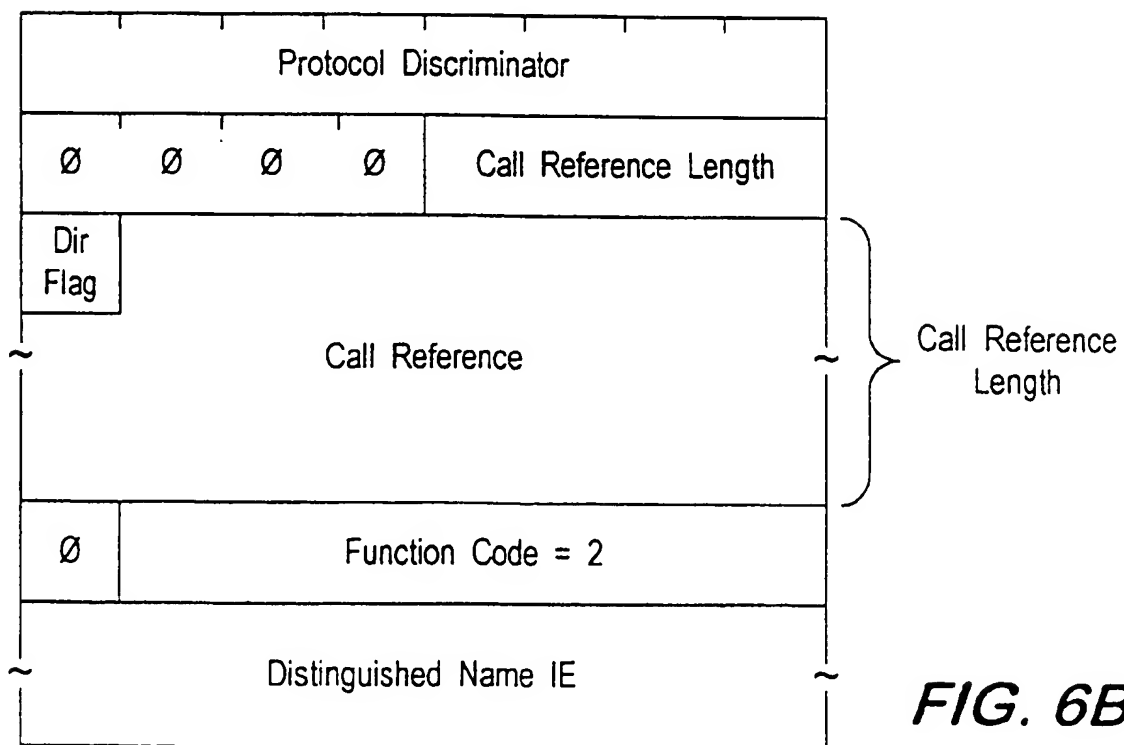 Protocol Discriminator
Ø Ø Ø Ø Call Reference Length
Dir
Flag
Call Reference
Call Reference
Length
Ø Function Code = 2
Distinguished Name IE
FIG. 6B